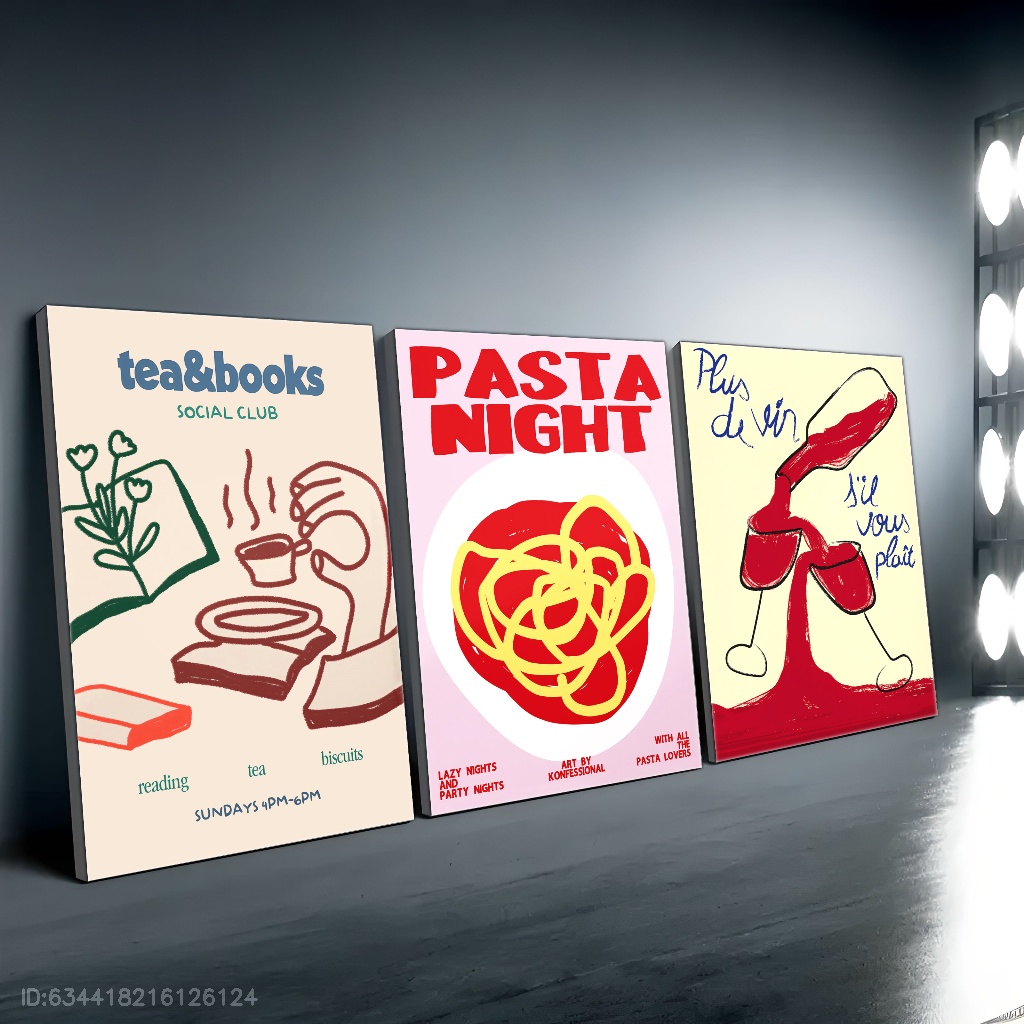 tea&books
SOCIAL CLUB
reading
tea
biscuits
SUNDAYS 4PM-6PM
PASTA
NIGHT
LAZY NIGHTS
AND
PARTY NIGHTS
ART BY
KONFESSIONAL
WITH ALL
THE
PASTA LOVERS
Plus
de vin
s'il
vous
plaît
ID:634418216126124